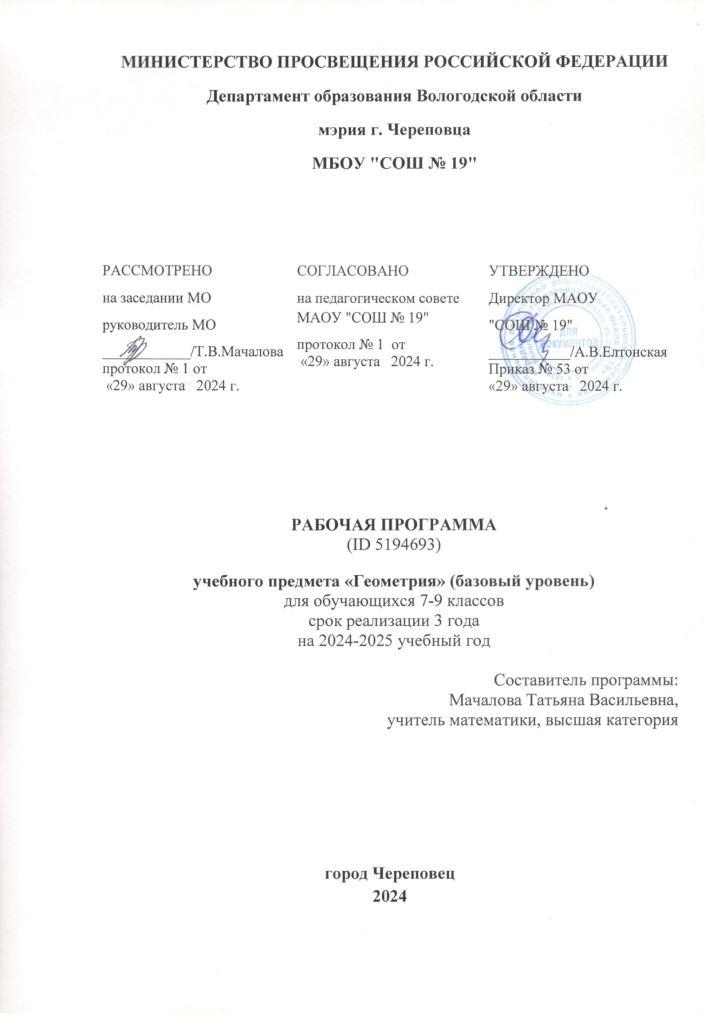 МИНИСТЕРСТВО ПРОСВЕЩЕНИЯ РОССИЙСКОЙ ФЕДЕРАЦИИ
Департамент образования Вологодской области
мэрия г. Череповца
МБОУ "СОШ № 19"
РАССМОТРЕНО
на заседании МО
руководитель МО
____________/Т.В.Мачалова
протокол № 1 от
«29» августа 2024 г.
СОГЛАСОВАНО
на педагогическом совете
МАОУ "СОШ № 19"
протокол № 1 от
«29» августа 2024 г.
УТВЕРЖДЕНО
Директор МАОУ
"СОШ № 19"
___________/А.В.Елтонская
Приказ № 53 от
«29» августа 2024 г.
ДЛЯ
ДОКУМЕНТОВ
РАБОЧАЯ ПРОГРАММА
(ID 5194693)
учебного предмета «Геометрия» (базовый уровень)
для обучающихся 7-9 классов
срок реализации 3 года
на 2024-2025 учебный год
Составитель программы:
Мачалова Татьяна Васильевна,
учитель математики, высшая категория
город Череповец
2024